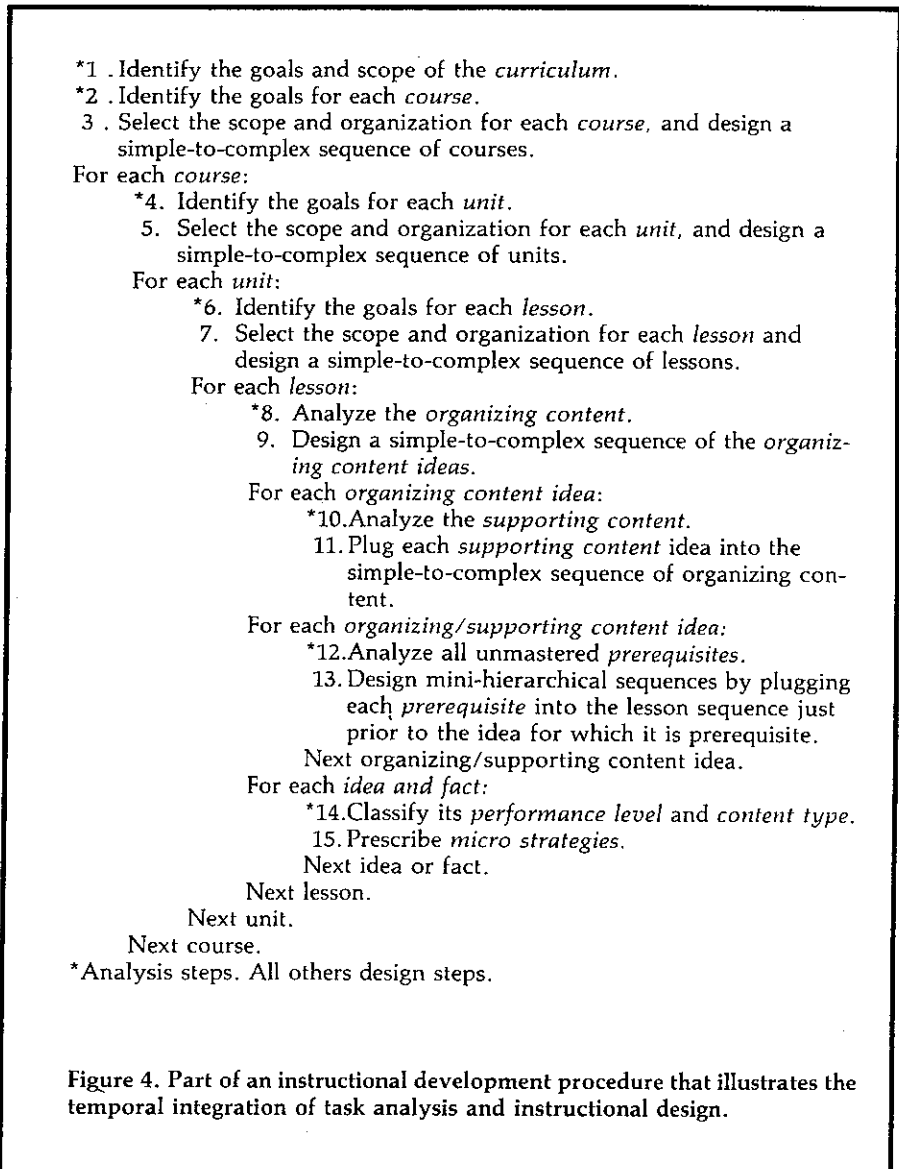 *1 . Identify the goals and scope of the curriculum.
*2 . Identify the goals for each course.
3 . Select the scope and organization for each course, and design a
simple-to-complex sequence of courses.
For each course:
*4. Identify the goals for each unit.
5. Select the scope and organization for each unit, and design a
simple-to-complex sequence of units.
For each unit:
*6. Identify the goals for each lesson.
7. Select the scope and organization for each lesson and
design a simple-to-complex sequence of lessons.
For each lesson:
*8. Analyze the organizing content.
9. Design a simple-to-complex sequence of the organiz-
ing content ideas.
For each organizing content idea:
*10.Analyze the supporting content.
11. Plug each supporting content idea into the
simple-to-complex sequence of organizing con-
tent.
For each organizing/supporting content idea:
*12.Analyze all unmastered prerequisites.
13. Design mini-hierarchical sequences by plugging
each prerequisite into the lesson sequence just
prior to the idea for which it is prerequisite.
Next organizing/supporting content idea.
For each idea and fact:
*14.Classify its performance level and content type.
15. Prescribe micro strategies.
Next idea or fact.
Next lesson.
Next unit.
Next course.
*Analysis steps. All others design steps.
Figure 4. Part of an instructional development procedure that illustrates the
temporal integration of task analysis and instructional design.